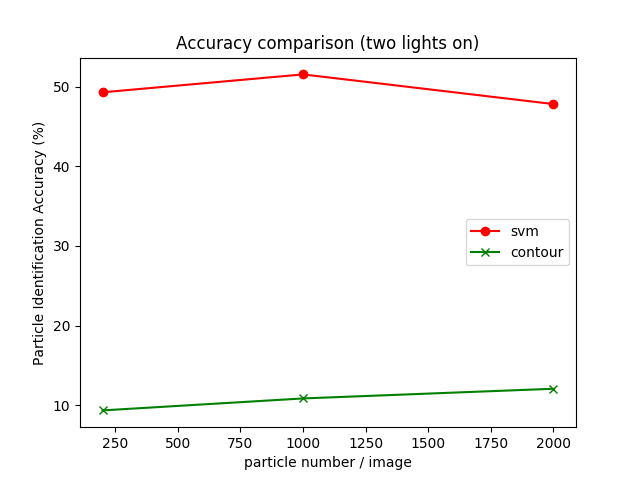 Accuracy comparison (two lights on)
Particle Identification Accuracy (%)
50
40
30
20
10
svm
contour
250 500 750 1000 1250 1500 1750 2000
particle number / image